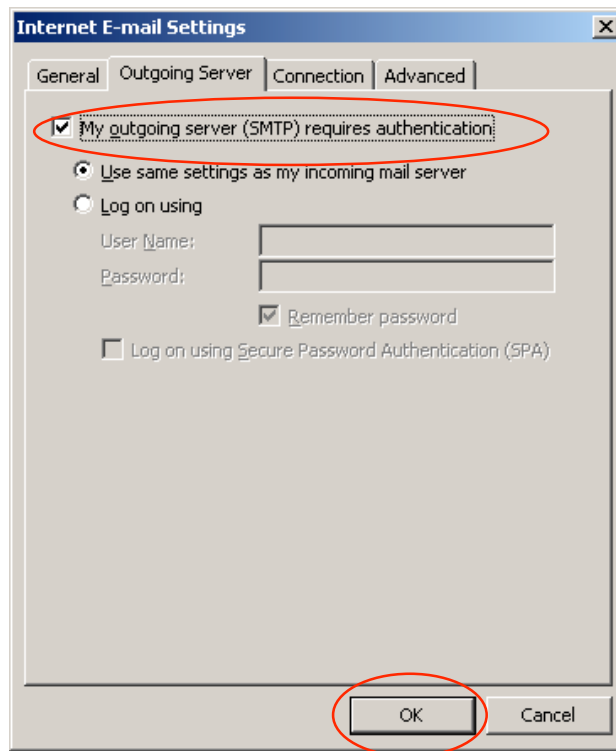 Internet E-mail Settings
General Outgoing Server Connection Advanced
My outgoing server (SMTP) requires authentication
Use same settings as my incoming mail server
Log on using
User Name:
Password:
Remember password
Log on using Secure Password Authentication (SPA)
OK Cancel